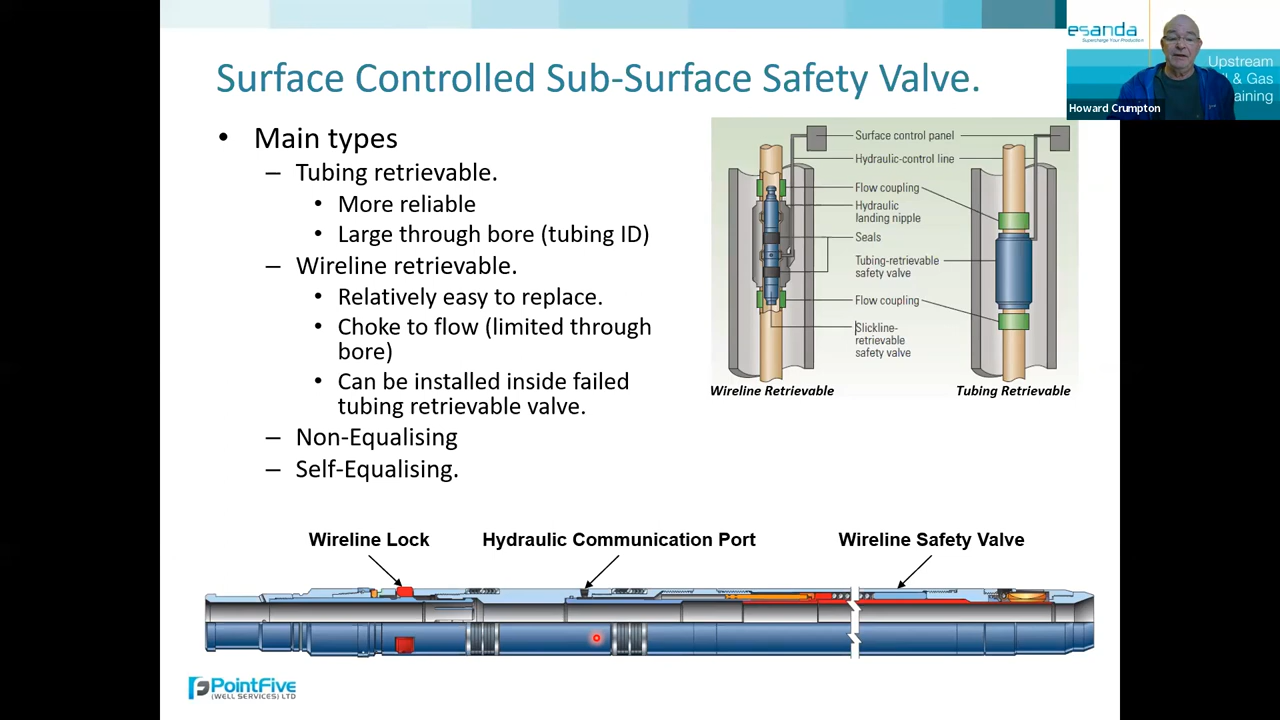 esanda
Supercharge Your Production
Upstream
il & Gas
aining
Howard Crumpton
Surface Controlled Sub-Surface Safety Valve.
• Main types
– Tubing retrievable.
• More reliable
• Large through bore (tubing ID)
– Wireline retrievable.
• Relatively easy to replace.
• Choke to flow (limited through
bore)
• Can be installed inside failed
tubing retrievable valve.
– Non-Equalising
– Self-Equalising.
Surface control panel
Hydraulic-control line
Flow coupling
Hydraulic
landing nipple
Seals
Tubing-retrievable
safety valve
Flow coupling
Slickline-
retrievable
safety valve
Wireline Retrievable
Tubing Retrievable
Wireline Lock
Hydraulic Communication Port
Wireline Safety Valve
PointFive
(WELL SERVICES) LTD